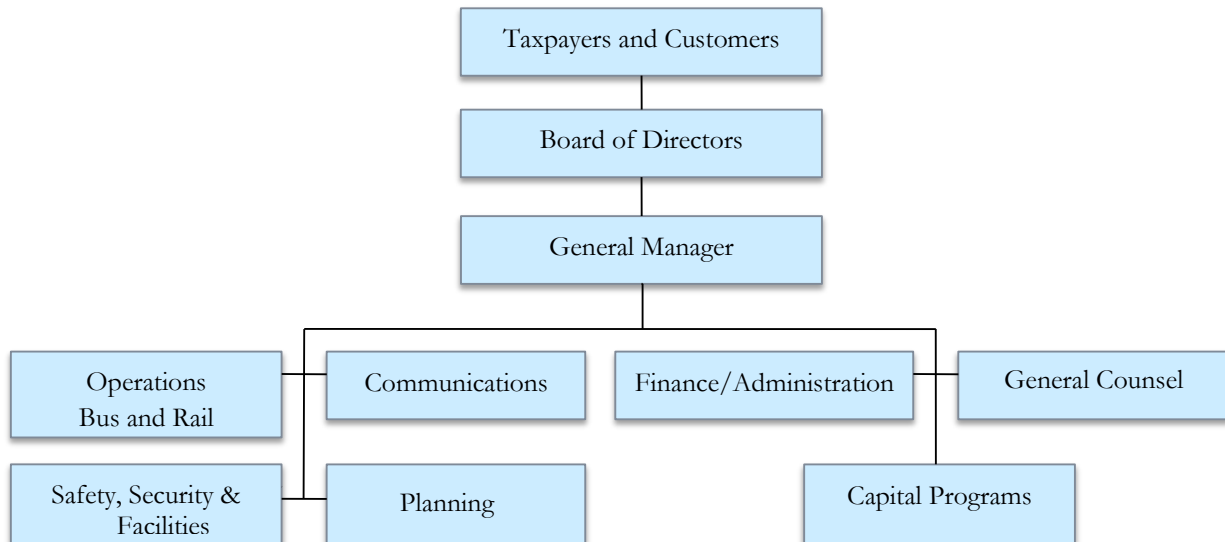 Taxpayers and Customers
Board of Directors
General Manager
Operations
Bus and Rail
Communications
Finance/Administration
General Counsel
Safety, Security &
Facilities
Planning
Capital Programs